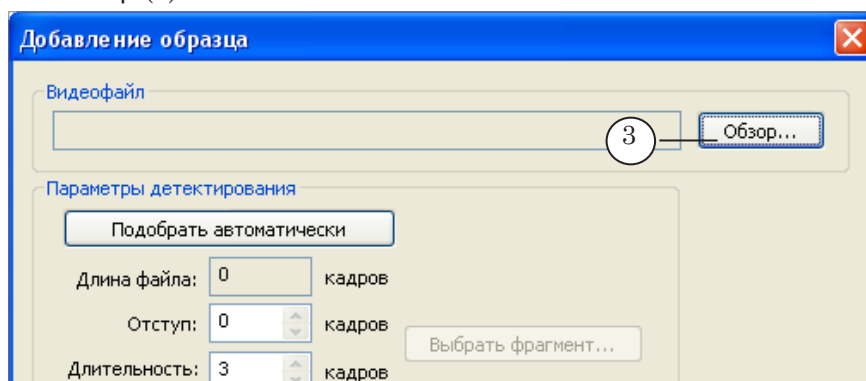 Добавление образца
Видеофайл
3
Обзор...
Параметры детектирования
Подобрать автоматически
Длина файла: 0 кадров
Отступ: 0 кадров
Выбрать фрагмент...
Длительность: 3 кадров